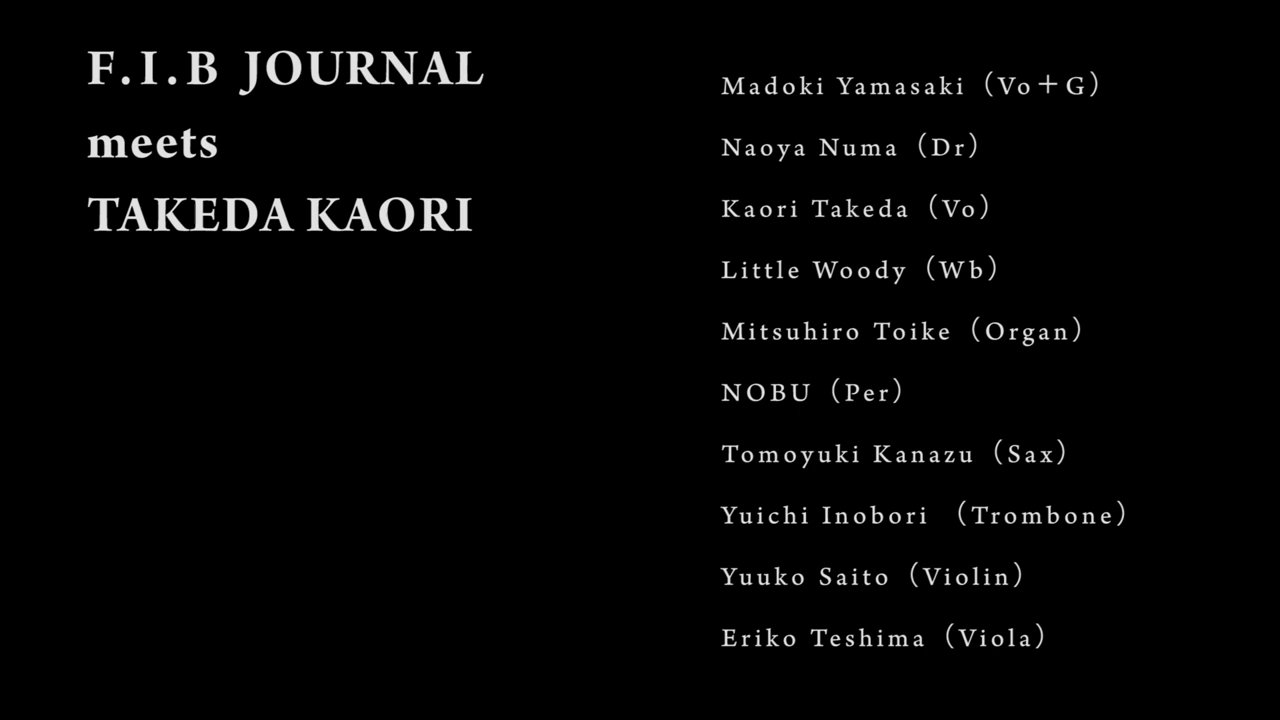 F.I.B JOURNAL
meets
TAKEDA KAORI
Madoki Yamasaki（Vo＋G）
Naoya Numa（Dr）
Kaori Takeda（Vo）
Little Woody（Wb）
Mitsuhiro Toike（Organ）
NOBU（Per）
Tomoyuki Kanazu（Sax）
Yuichi Inobori （Trombone）
Yuuko Saito（Violin）
Eriko Teshima（Viola）